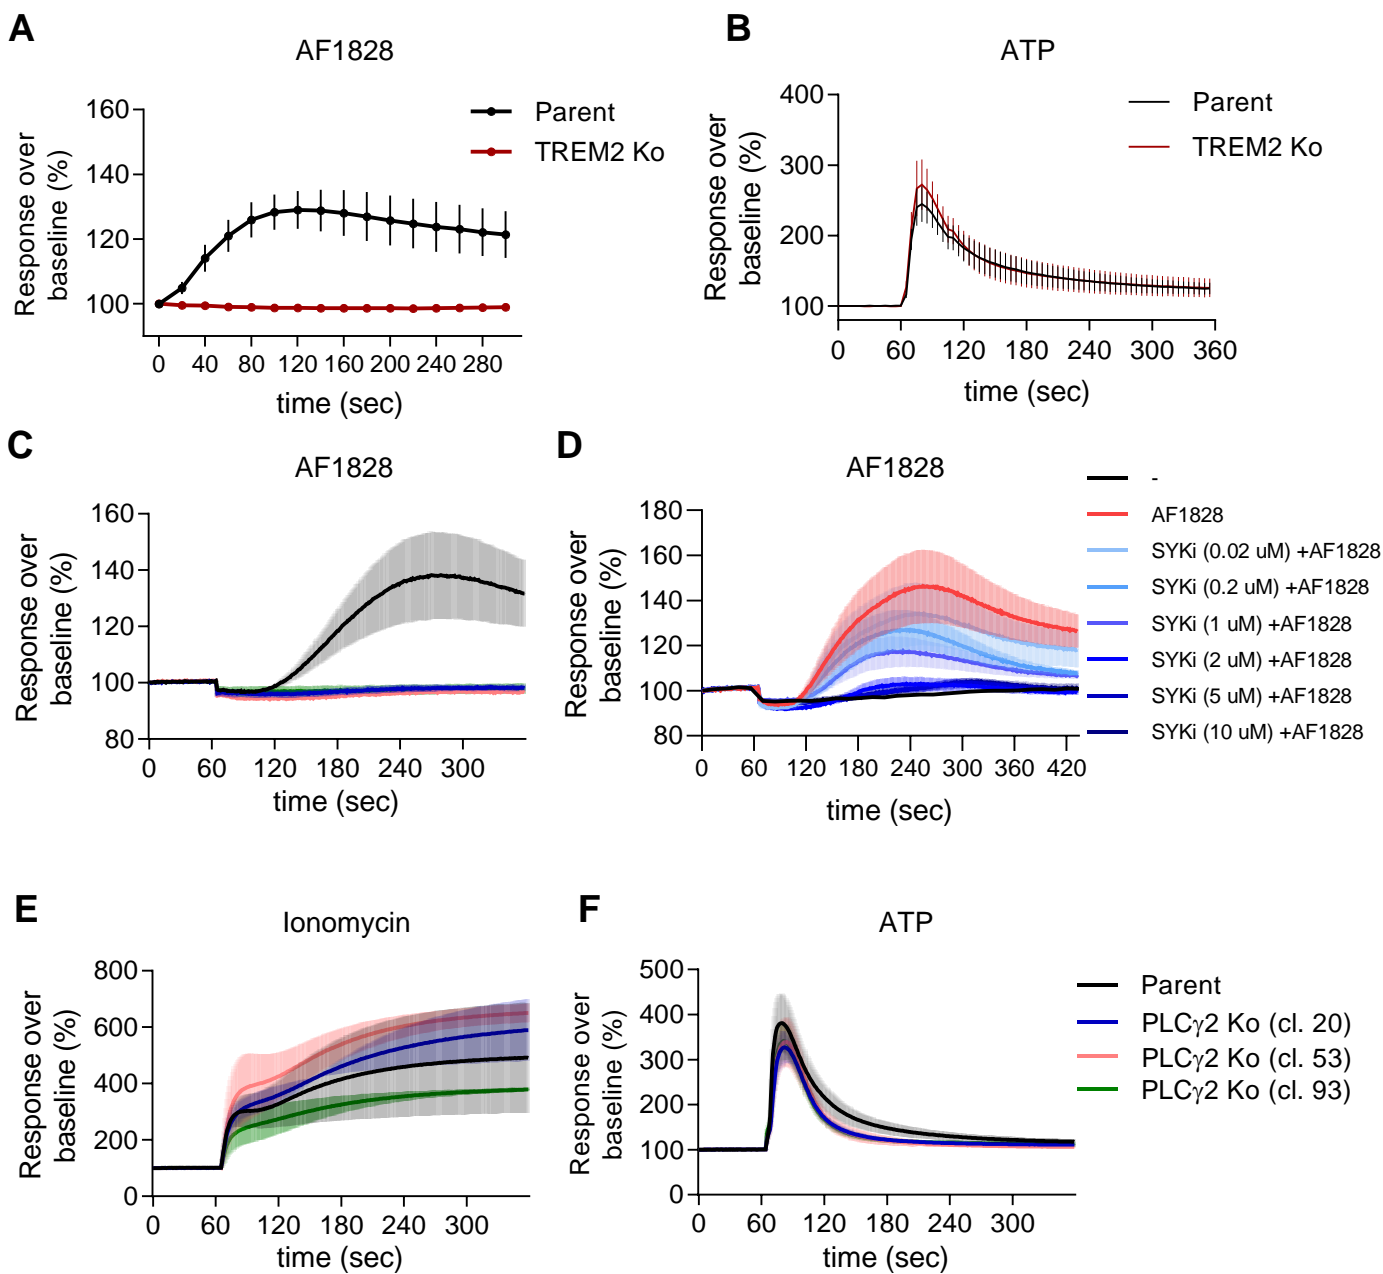 A
AF1828
Response over
baseline (%)
160
140
120
100
0 40 80 120 160 200 240 280
time (sec)
Parent
TREM2 Ko
B
ATP
Response over
baseline (%)
400
300
200
100
0 60 120 180 240 300 360
time (sec)
Parent
TREM2 Ko
C
AF1828
Response over
baseline (%)
160
140
120
100
80
0 60 120 180 240 300
time (sec)
D
AF1828
Response over
baseline (%)
180
160
140
120
100
80
0 60 120 180 240 300 360 420
time (sec)
-
AF1828
SYKi (0.02 uM) +AF1828
SYKi (0.2 uM) +AF1828
SYKi (1 uM) +AF1828
SYKi (2 uM) +AF1828
SYKi (5 uM) +AF1828
SYKi (10 uM) +AF1828
E
Ionomycin
Response over
baseline (%)
800
600
400
200
0
0 60 120 180 240 300
time (sec)
F
ATP
Response over
baseline (%)
500
400
300
200
100
0
0 60 120 180 240 300
time (sec)
Parent
PLCγ2 Ko (cl. 20)
PLCγ2 Ko (cl. 53)
PLCγ2 Ko (cl. 93)